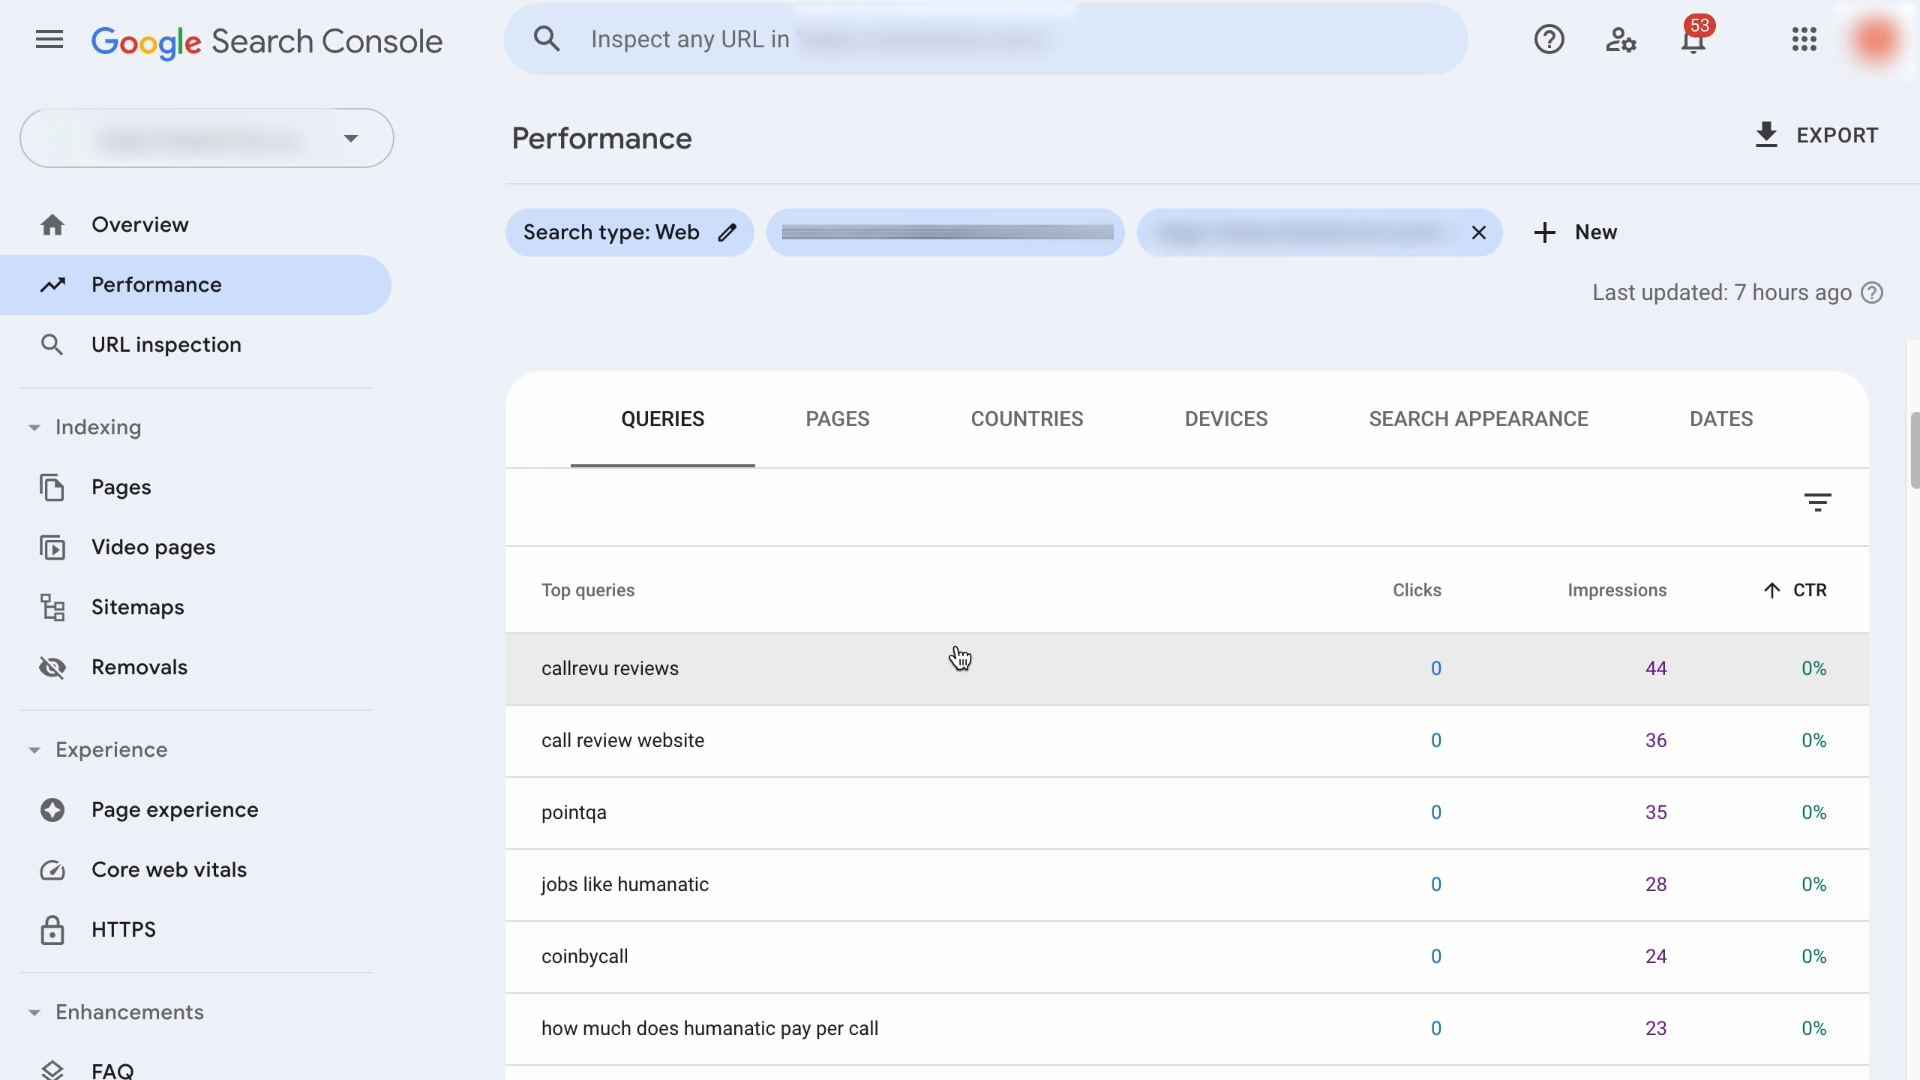 Google Search Console
Inspect any URL in
53
Performance
EXPORT
Overview
Search type: Web
New
Performance
Last updated: 7 hours ago
URL inspection
Indexing
QUERIES PAGES COUNTRIES DEVICES SEARCH APPEARANCE DATES
Pages
Video pages
Top queries Clicks Impressions CTR
Sitemaps
Removals
callrevu reviews 0 44 0%
Experience
call review website 0 36 0%
Page experience
pointqa 0 35 0%
Core web vitals
jobs like humanatic 0 28 0%
HTTPS
coinbycall 0 24 0%
Enhancements
how much does humanatic pay per call 0 23 0%
FAQ